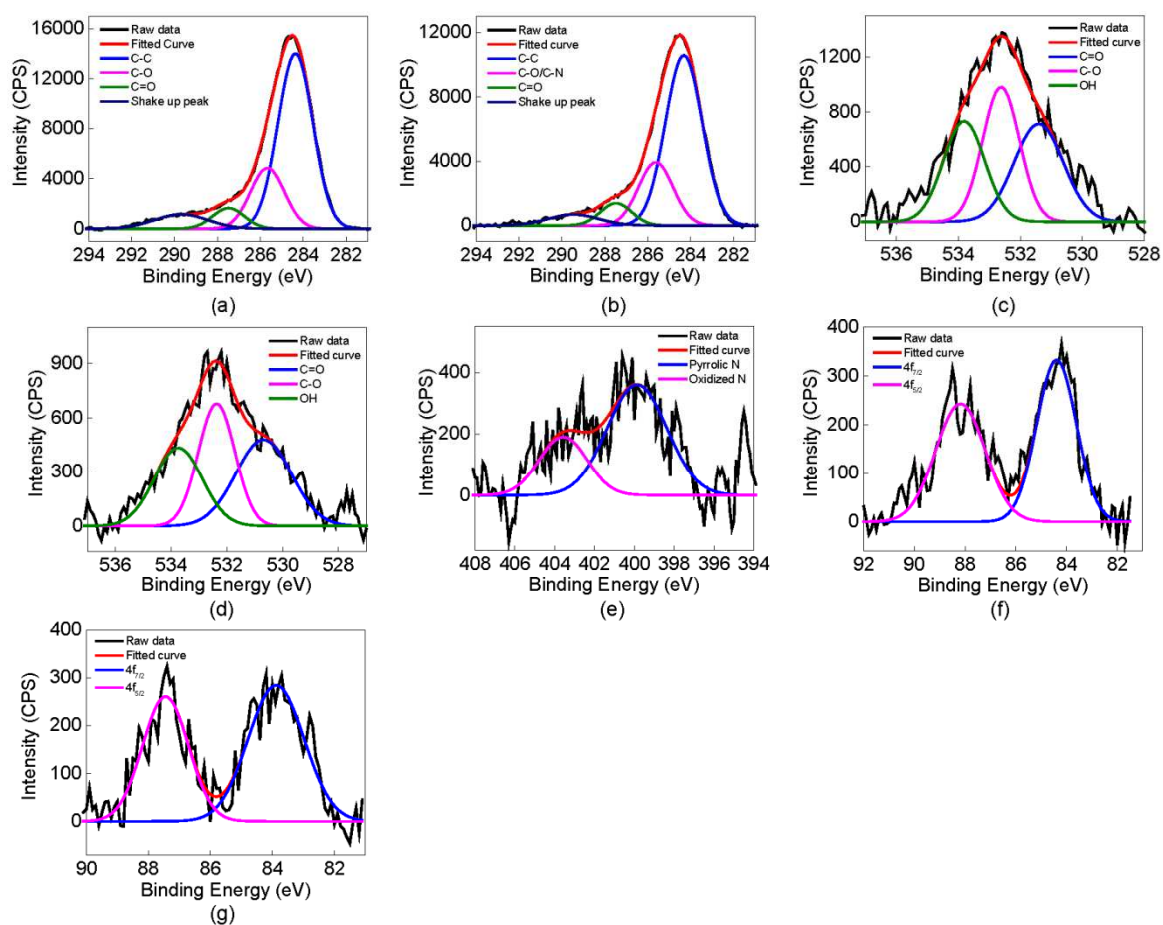 16000
12000
8000
4000
0
294 292 290 288 286 284 282
Intensity (CPS)
Binding Energy (eV)
Raw data
Fitted Curve
C-C
C-O
C=O
Shake up peak
(a)
12000
9000
6000
3000
0
294 292 290 288 286 284 282
Intensity (CPS)
Binding Energy (eV)
Raw data
Fitted curve
C-C
C-O/C-N
C=O
Shake up peak
(b)
1200
800
400
0
536 534 532 530 528
Intensity (CPS)
Binding Energy (eV)
Raw data
Fitted curve
C=O
C-O
OH
(c)
900
600
300
0
536 534 532 530 528
Intensity (CPS)
Binding Energy (eV)
Raw data
Fitted curve
C=O
C-O
OH
(d)
400
200
0
408 406 404 402 400 398 396 394
Intensity (CPS)
Binding Energy (eV)
Raw data
Fitted curve
Pyrrolic N
Oxidized N
(e)
400
300
200
100
0
92 90 88 86 84 82
Intensity (CPS)
Binding Energy (eV)
Raw data
Fitted curve
4f7/2
4f5/2
(f)
400
300
200
100
0
90 88 86 84 82
Intensity (CPS)
Binding Energy (eV)
Raw data
Fitted curve
4f7/2
4f5/2
(g)